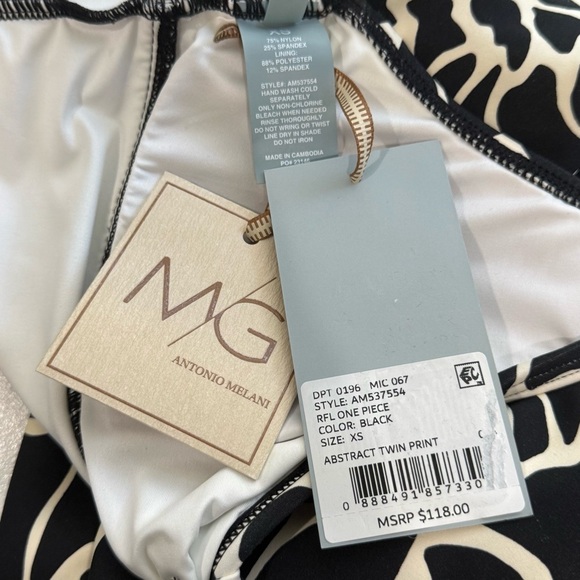 XS
75% NYLON
25% SPANDEX
LINING:
88% POLYESTER
12% SPANDEX
STYLE#: AM537554
HAND WASH COLD
SEPARATELY
ONLY NON-CHLORINE
BLEACH WHEN NEEDED
RINSE THOROUGHLY
DO NOT WRING OR TWIST
LINE DRY IN SHADE
DO NOT IRON
MADE IN CAMBODIA
M/G
ANTONIO MELANI
DPT 0196 MIC 067
STYLE: AM537554
RFL ONE PIECE
COLOR: BLACK
SIZE: XS
ABSTRACT TWIN PRINT
0 888491 857330
MSRP $118.00